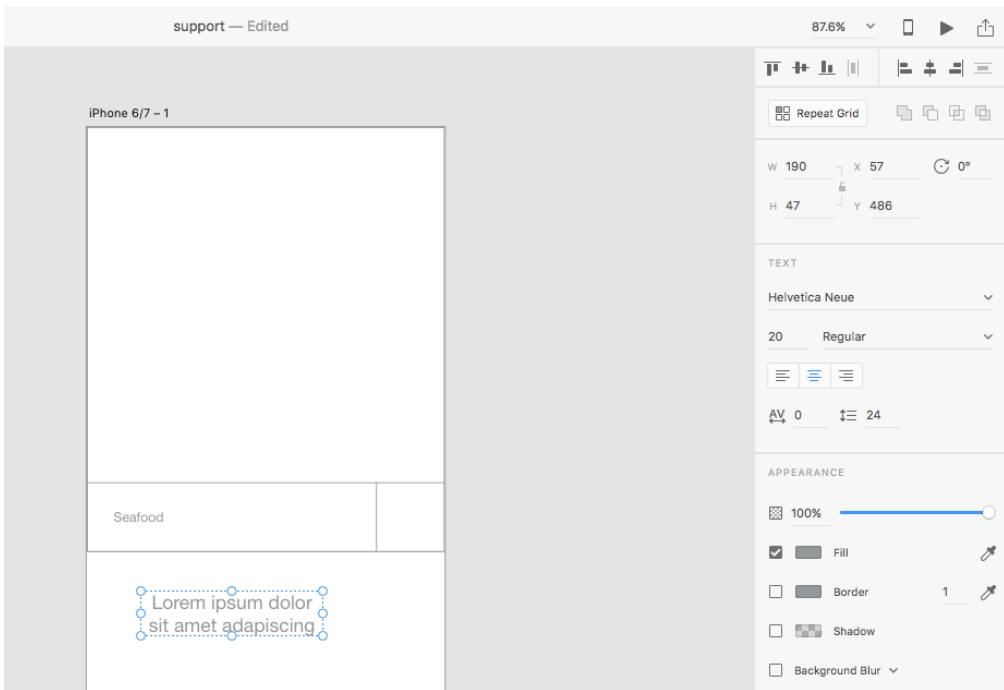 support — Edited
87.6%
iPhone 6/7 – 1
Repeat Grid
W 190 X 57 0°
H 47 Y 486
TEXT
Helvetica Neue
20 Regular
AV 0 24
APPEARANCE
100%
Fill
Border 1
Shadow
Background Blur
Seafood
Lorem ipsum dolor
sit amet adapiscing